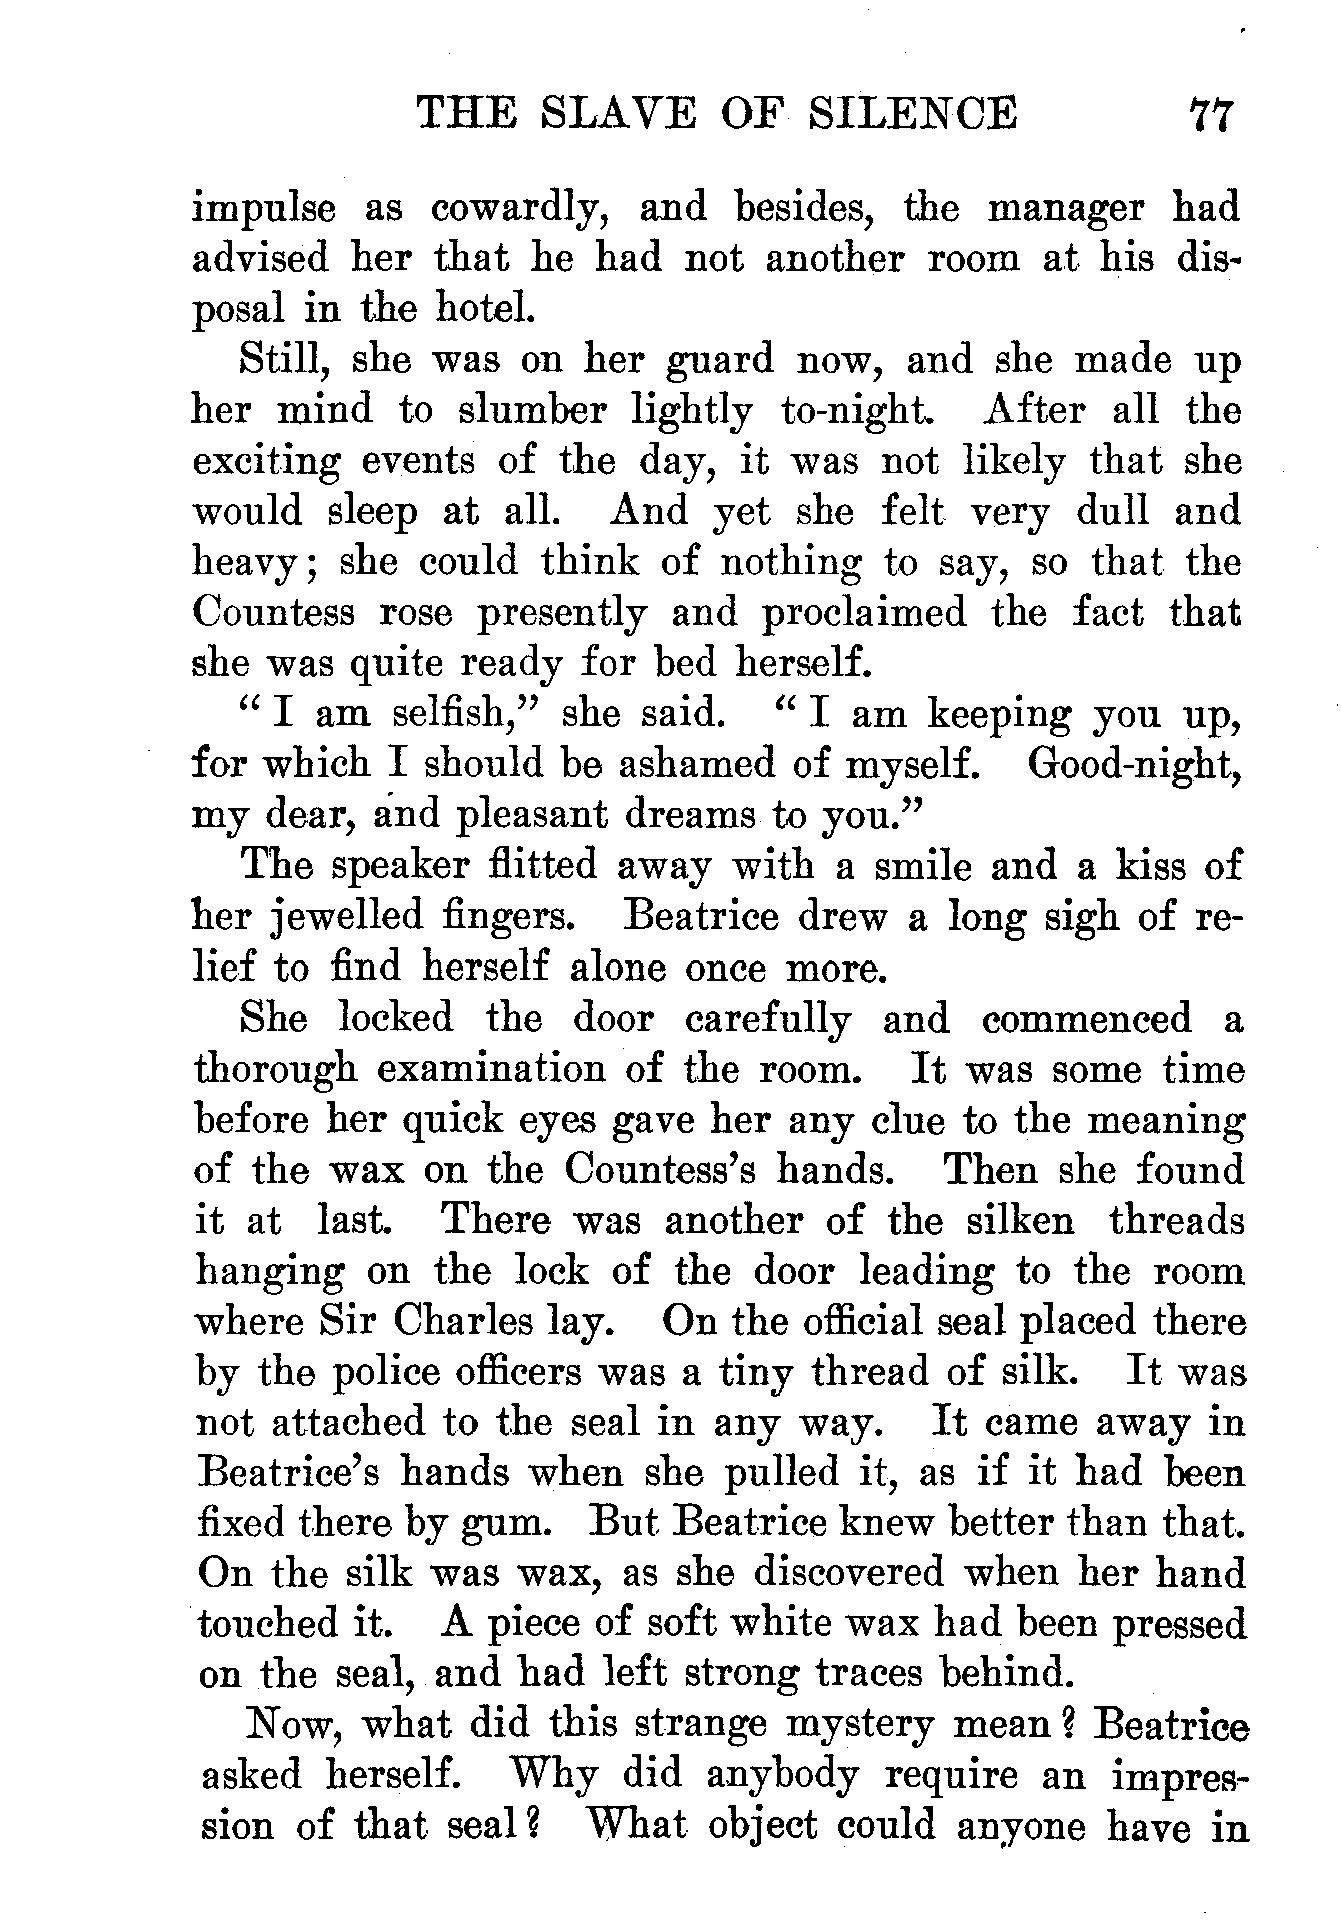 THE SLAVE OF SILENCE 77
impulse as cowardly, and besides, the manager had
advised her that he had not another room at his dis-
posal in the hotel.
Still, she was on her guard now, and she made up
her mind to slumber lightly to-night. After all the
exciting events of the day, it was not likely that she
would sleep at all. And yet she felt very dull and
heavy; she could think of nothing to say, so that the
Countess rose presently and proclaimed the fact that
she was quite ready for bed herself.
“I am selfish,” she said. “I am keeping you up,
for which I should be ashamed of myself. Good-night,
my dear, and pleasant dreams to you.”
The speaker flitted away with a smile and a kiss of
her jewelled fingers. Beatrice drew a long sigh of re-
lief to find herself alone once more.
She locked the door carefully and commenced a
thorough examination of the room. It was some time
before her quick eyes gave her any clue to the meaning
of the wax on the Countess’s hands. Then she found
it at last. There was another of the silken threads
hanging on the lock of the door leading to the room
where Sir Charles lay. On the official seal placed there
by the police officers was a tiny thread of silk. It was
not attached to the seal in any way. It came away in
Beatrice’s hands when she pulled it, as if it had been
fixed there by gum. But Beatrice knew better than that.
On the silk was wax, as she discovered when her hand
touched it. A piece of soft white wax had been pressed
on the seal, and had left strong traces behind.
Now, what did this strange mystery mean? Beatrice
asked herself. Why did anybody require an impres-
sion of that seal? What object could anyone have in